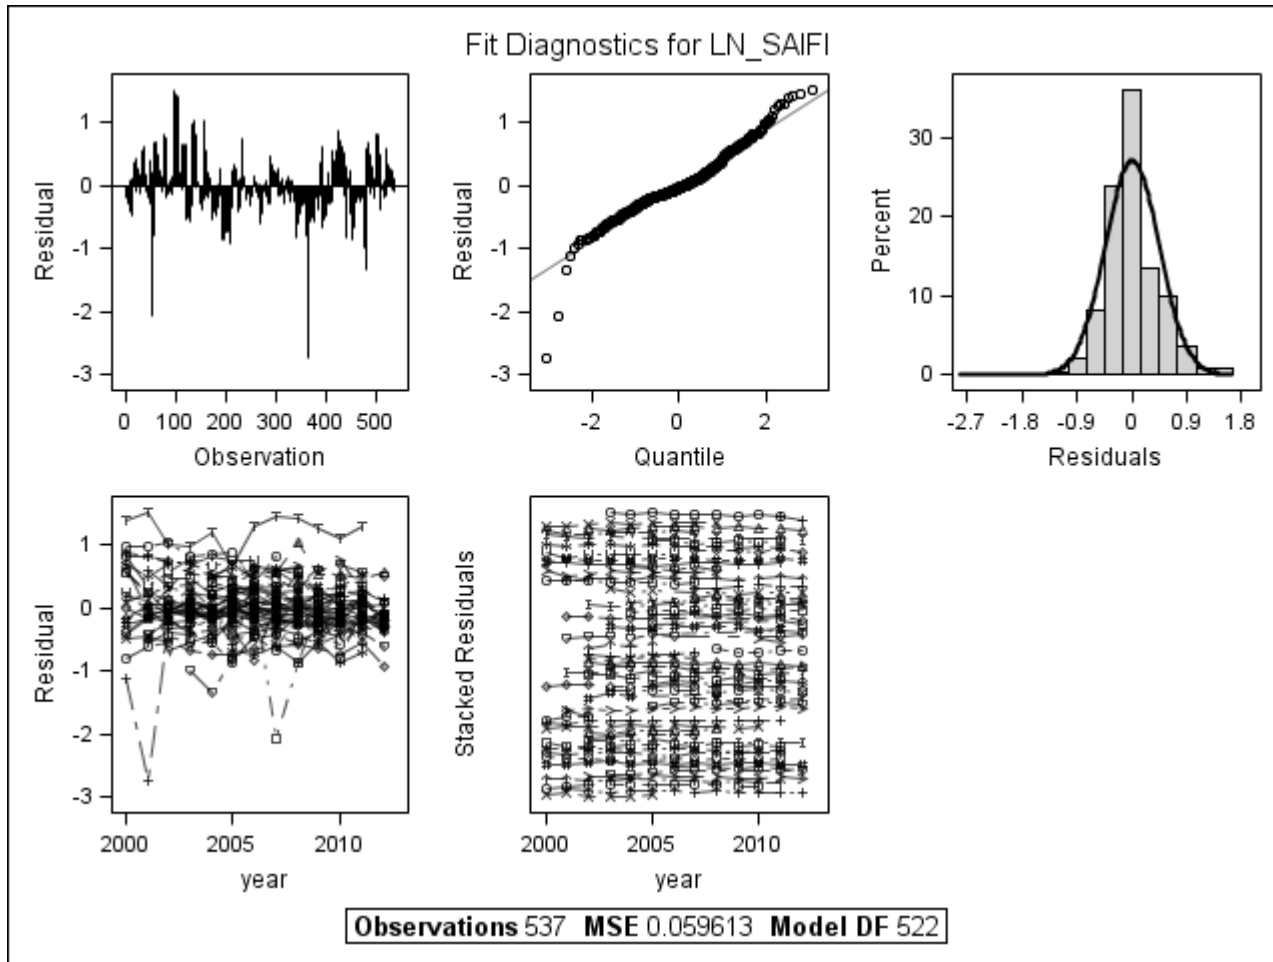 Fit Diagnostics for LN_SAIFI
Residual
1
0
-1
-2
-3
0 100 200 300 400 500
Observation
Residual
1
0
-1
-2
-3
-2 0 2
Quantile
Percent
30
20
10
0
-2.7 -1.8 -0.9 0 0.9 1.8
Residuals
Residual
1
0
-1
-2
-3
2000 2005 2010
year
Stacked Residuals
2000 2005 2010
year
Observations 537 MSE 0.059613 Model DF 522